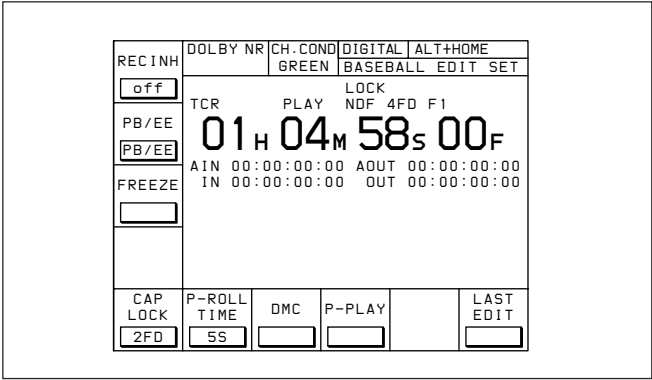 RECINH
off
PB/EE
PB/EE
FREEZE
DOLBY NR CH.COND DIGITAL ALT+HOME
GREEN BASEBALL EDIT SET
LOCK
TCR PLAY NDF 4FD F1
01H 04M 58S 00F
AIN 00:00:00:00 AOUT 00:00:00:00
IN 00:00:00:00 OUT 00:00:00:00
CAP LOCK
2FD
P-ROLL TIME
5S
DMC
P-PLAY
LAST EDIT